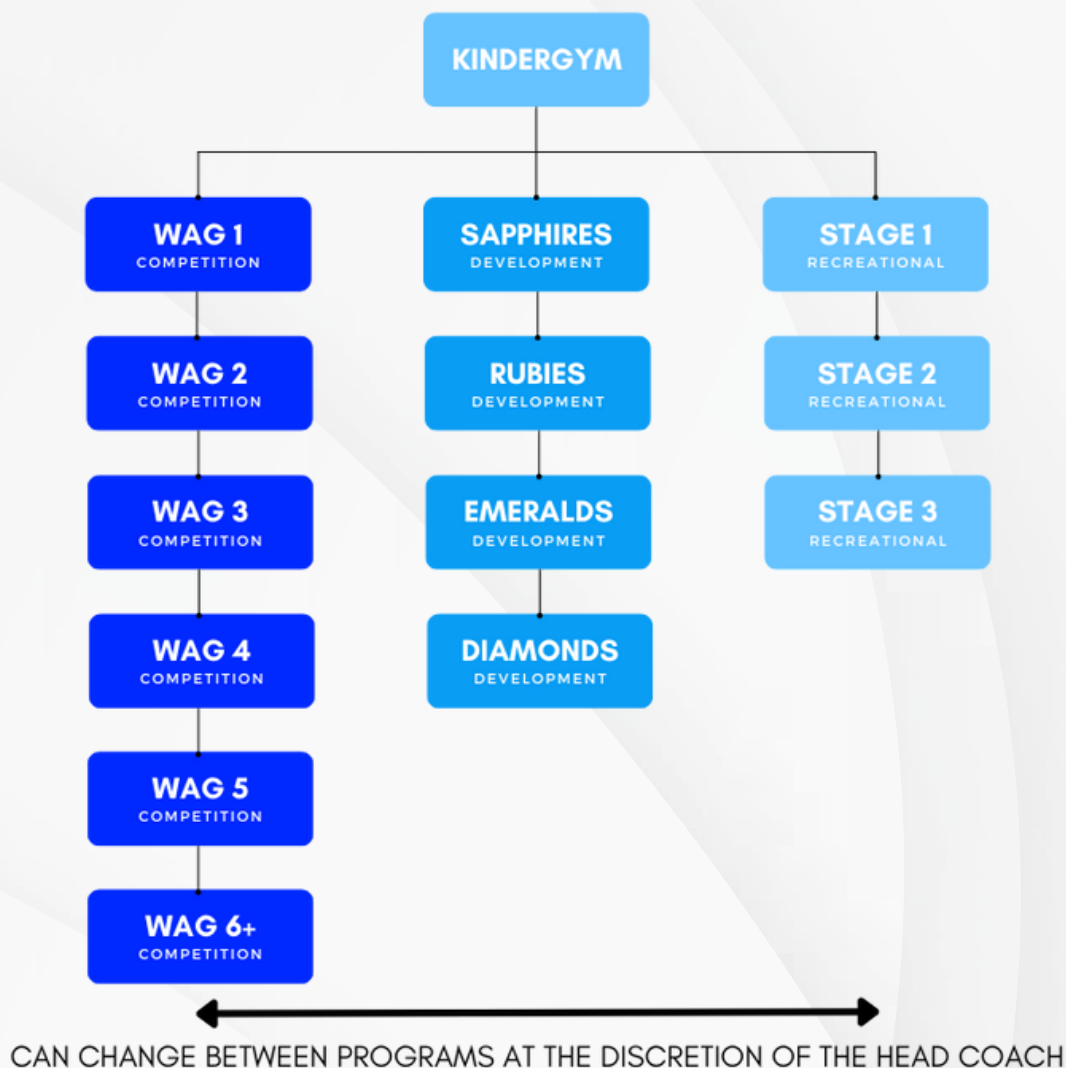 KINDERGYM
WAG 1
COMPETITION
SAPPHIRES
DEVELOPMENT
STAGE 1
RECREATIONAL
WAG 2
COMPETITION
RUBIES
DEVELOPMENT
STAGE 2
RECREATIONAL
WAG 3
COMPETITION
EMERALDS
DEVELOPMENT
STAGE 3
RECREATIONAL
WAG 4
COMPETITION
DIAMONDS
DEVELOPMENT
WAG 5
COMPETITION
WAG 6+
COMPETITION
CAN CHANGE BETWEEN PROGRAMS AT THE DISCRETION OF THE HEAD COACH